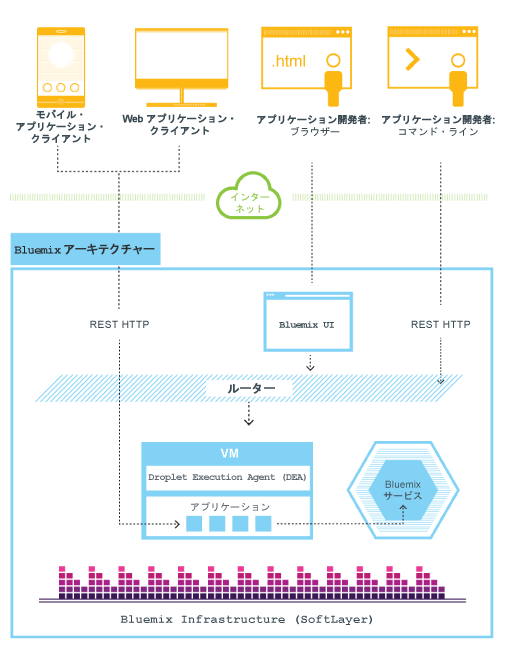 .html
モバイル・
アプリケーション・
クライアント
Web アプリケーション・
クライアント
アプリケーション開発者:
ブラウザー
アプリケーション開発者:
コマンド・ライン
インター
ネット
Bluemix アーキテクチャー
REST HTTP
Bluemix UI
REST HTTP
ルーター
VM
Droplet Execution Agent (DEA)
アプリケーション
Bluemix
サービス
Bluemix Infrastructure (SoftLayer)